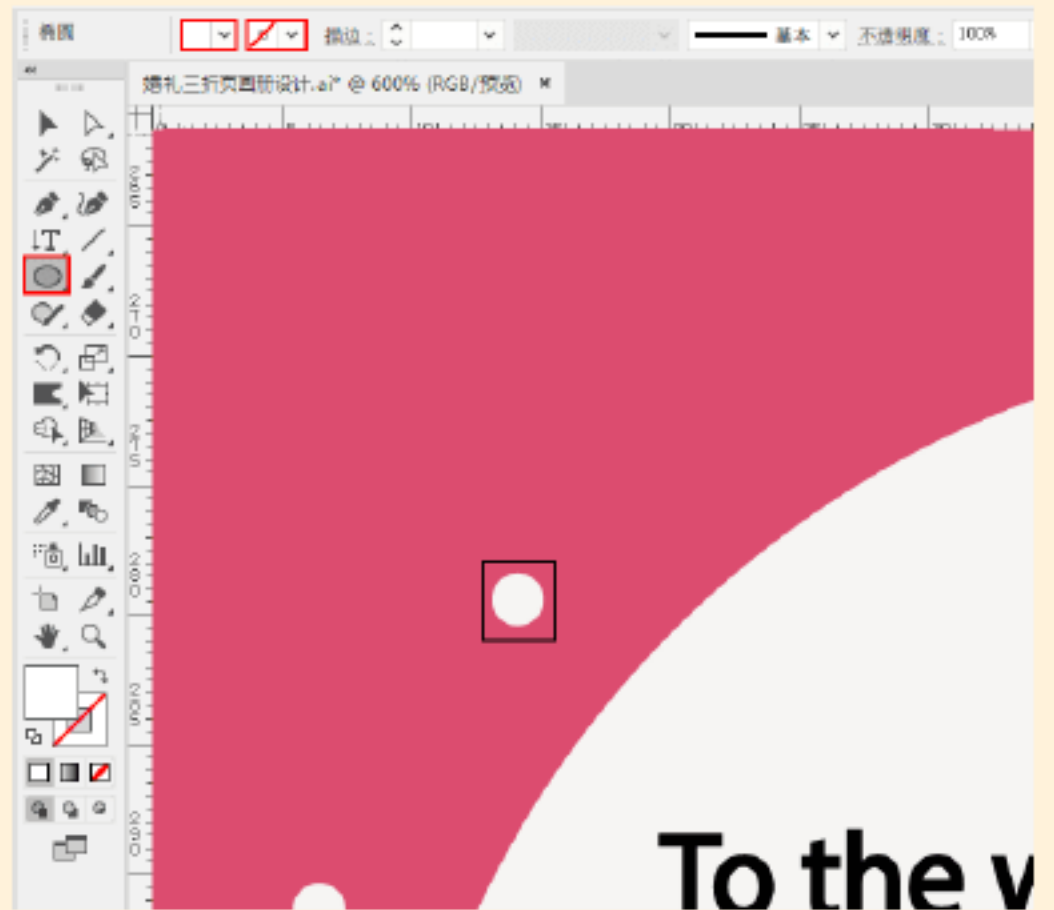 椭圆 描边： 基本 不透明度： 100%
婚礼三折页画册设计.ai* @ 600% (RGB/预览) ×
To the w